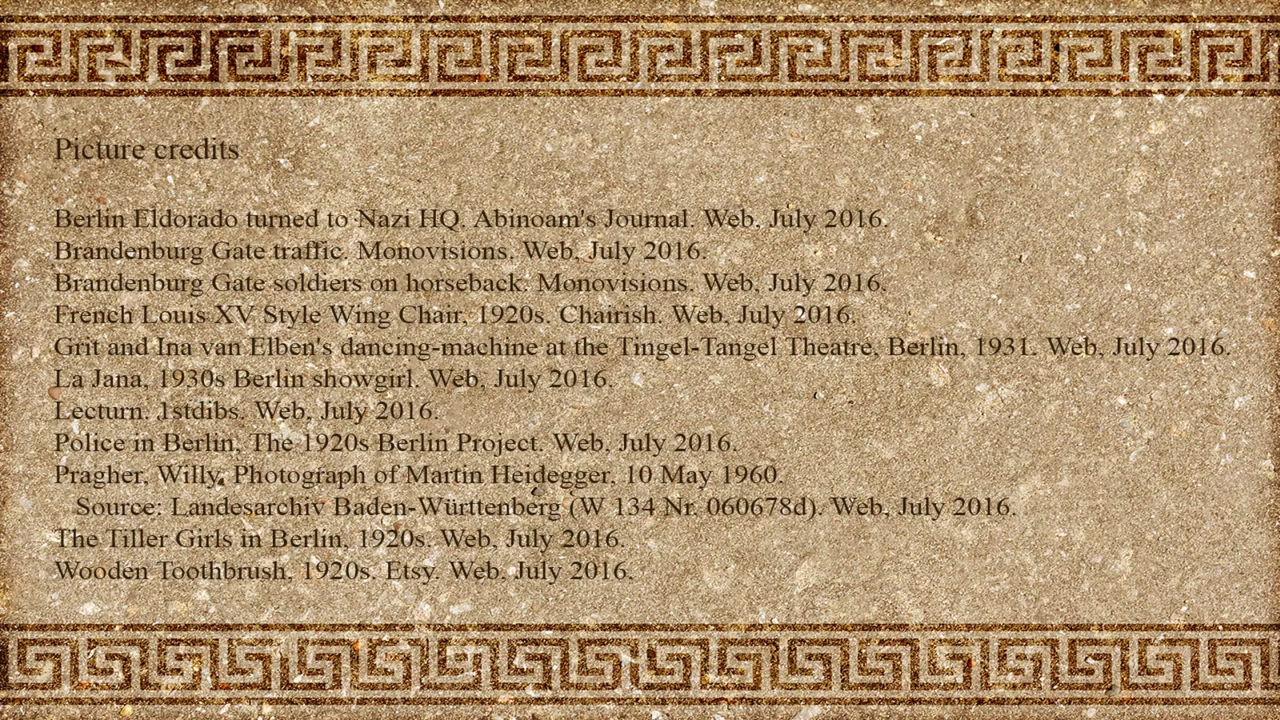 Picture credits
Berlin Eldorado turned to Nazi HQ. Abinoam's Journal. Web, July 2016.
Brandenburg Gate traffic. Monovisions. Web, July 2016.
Brandenburg Gate soldiers on horseback. Monovisions. Web, July 2016.
French Louis XV Style Wing Chair, 1920s. Chairish. Web, July 2016.
Grit and Ina van Elben's dancing-machine at the Tingel-Tangel Theatre, Berlin, 1931. Web, July 2016.
La Jana, 1930s Berlin showgirl. Web, July 2016.
Lecturn. 1stdibs. Web, July 2016.
Police in Berlin, The 1920s Berlin Project. Web, July 2016.
Pragher, Willy, Photograph of Martin Heidegger, 10 May 1960.
Source: Landesarchiv Baden-Württenberg (W 134 Nr. 060678d). Web, July 2016.
The Tiller Girls in Berlin, 1920s. Web, July 2016.
Wooden Toothbrush, 1920s. Etsy. Web, July 2016.